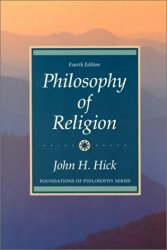 Fourth Edition
Philosophy
of
Religion
John H. Hick
FOUNDATIONS OF PHILOSOPHY SERIES